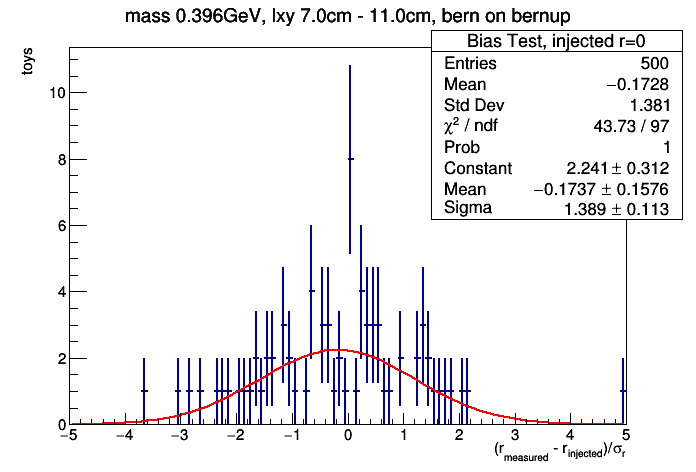 mass 0.396GeV, lxy 7.0cm - 11.0cm, bern on bernup
Bias Test, injected r=0
Entries 500
Mean −0.1728
Std Dev 1.381
χ² / ndf 43.73 / 97
Prob 1
Constant 2.241 ± 0.312
Mean −0.1737 ± 0.1576
Sigma 1.389 ± 0.113
toys
10
8
6
4
2
0
−5 −4 −3 −2 −1 0 1 2 3 4 5
(r_measured - r_injected)/σ_r